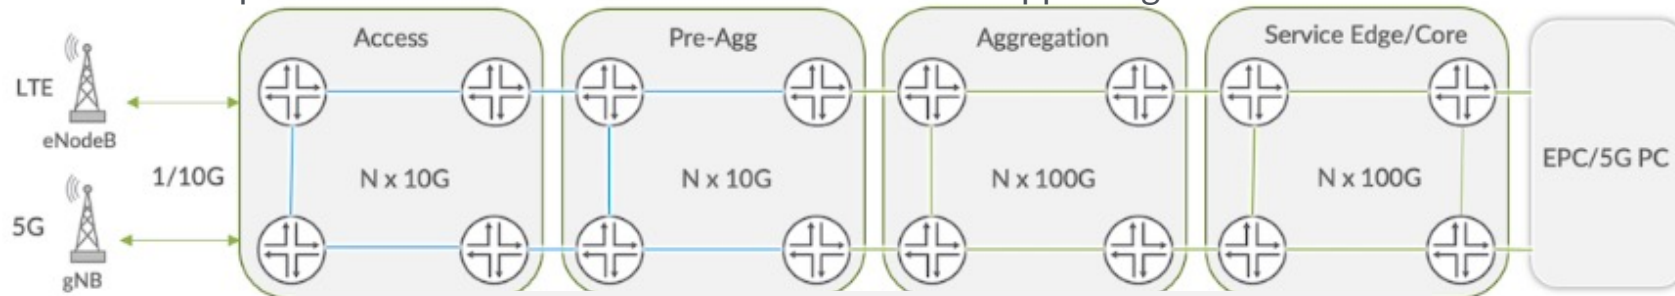 Access
Pre-Agg
Aggregation
Service Edge/Core
LTE
eNodeB
1/10G
N x 10G
N x 10G
N x 100G
N x 100G
EPC/5G PC
5G
gNB